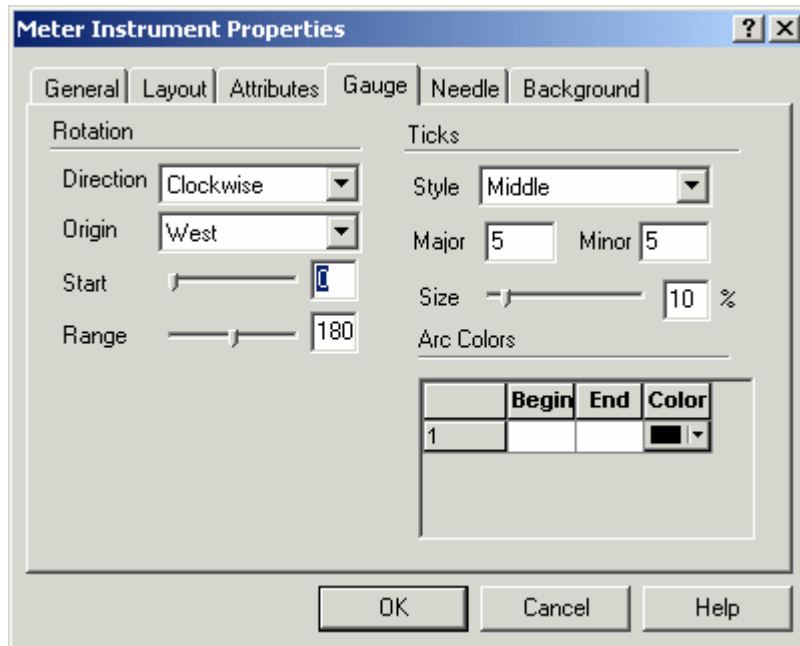 Meter Instrument Properties
General Layout Attributes Gauge Needle Background
Rotation
Direction Clockwise
Origin West
Start 0
Range 180
Ticks
Style Middle
Major 5 Minor 5
Size 10 %
Arc Colors
Begin End Color
1
OK Cancel Help